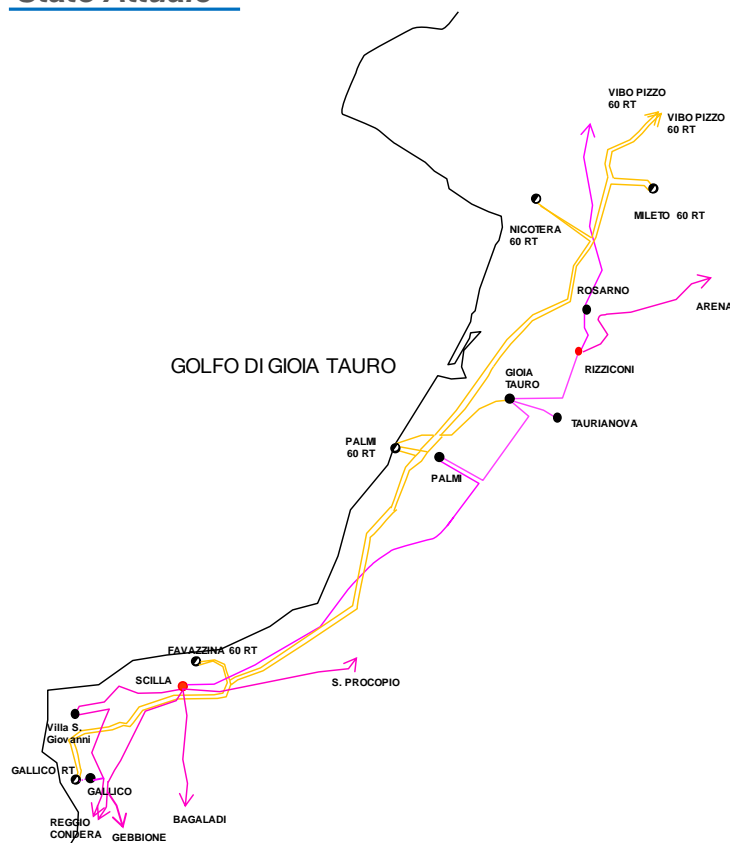 Stato Attuale
VIBO PIZZO
60 RT
VIBO PIZZO
60 RT
MILETO 60 RT
NICOTERA
60 RT
ROSARNO
ARENA
GOLFO DI GIOIA TAURO
RIZZICONI
GIOIA
TAURO
TAURIANOVA
PALMI
60 RT
PALMI
FAVAZZINA 60 RT
SCILLA
S. PROCOPIO
Villa S.
Giovanni
GALLICO RT
GALLICO
REGGIO
CONDERA
GEBBIONE
BAGALADI